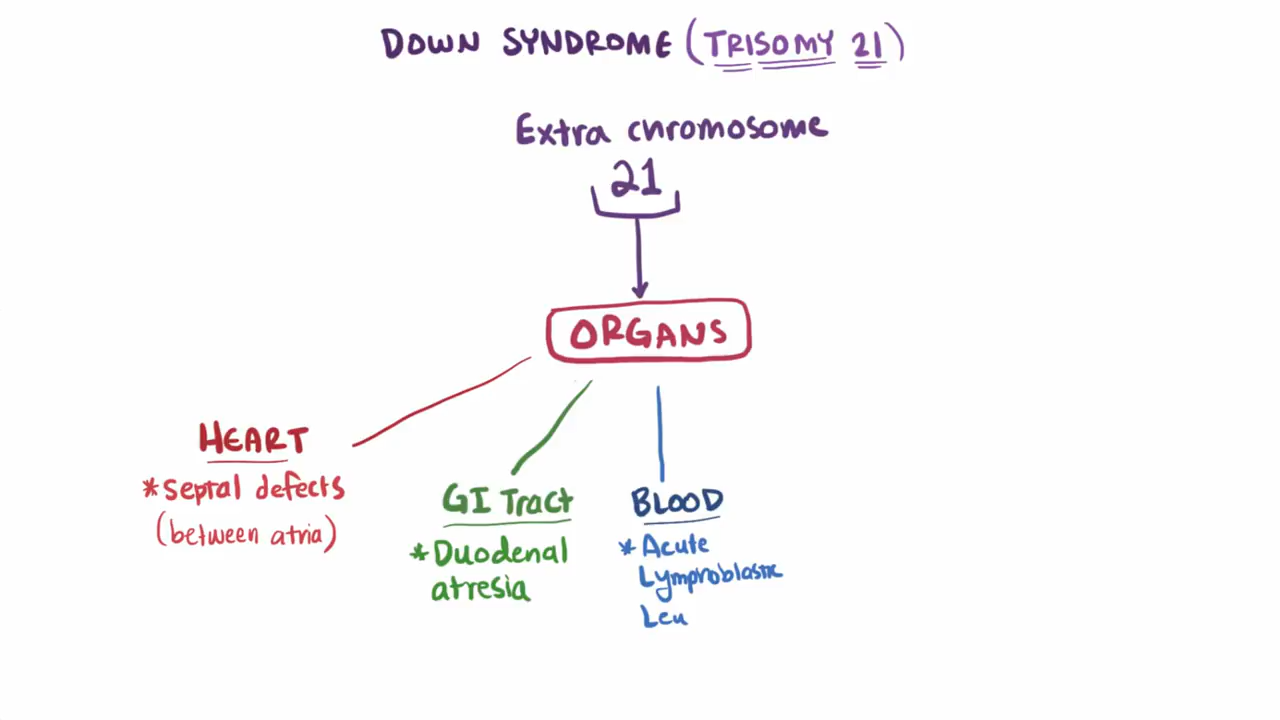 DOWN SYNDROME (TRISOMY 21)
Extra chromosome
21
ORGANS
HEART
*septal defects
(between atria)
GI Tract
*Duodenal
atresia
BLOOD
*Acute
Lymphoblastic
Leu